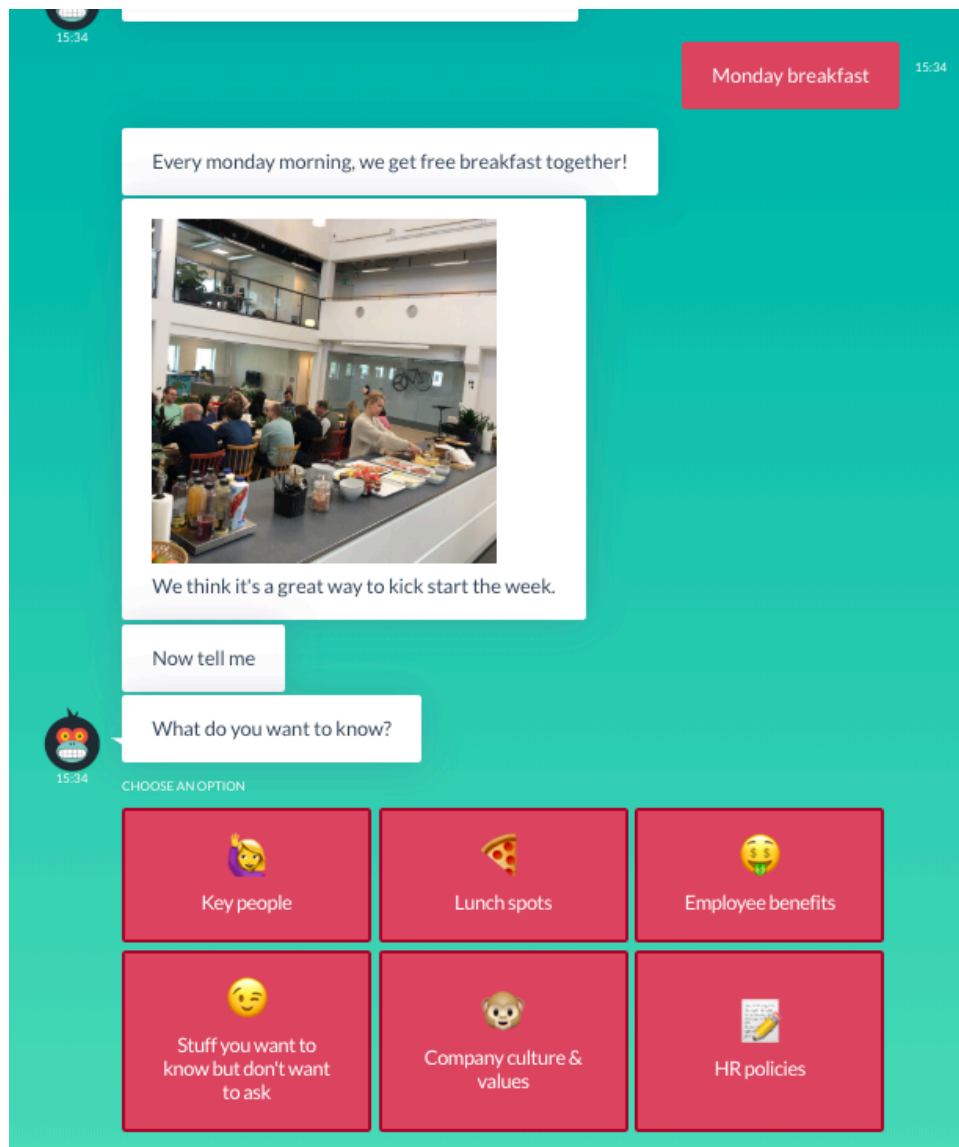 15:34
Monday breakfast
15:34
Every monday morning, we get free breakfast together!
We think it's a great way to kick start the week.
Now tell me
What do you want to know?
15:34
CHOOSE AN OPTION
Key people
Lunch spots
Employee benefits
Stuff you want to
know but don't want
to ask
Company culture &
values
HR policies